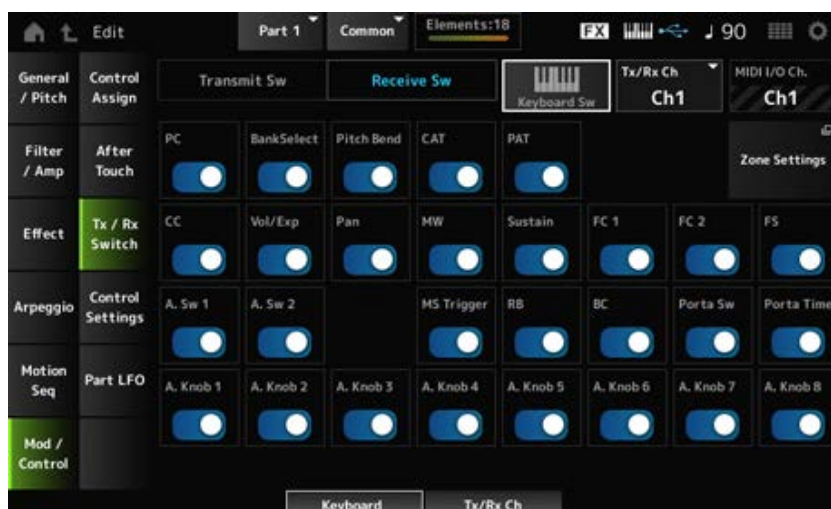 Edit Part 1 Common Elements:18 FX 90
General / Pitch
Control Assign
Transmit Sw Receive Sw Keyboard Sw
Tx/Rx Ch
Ch1
MIDI I/O Ch.
Ch1
Filter / Amp
After Touch
PC BankSelect Pitch Bend CAT PAT
Zone Settings
Effect
Tx / Rx Switch
CC Vol/Exp Pan MW Sustain FC 1 FC 2 FS
Arpeggio
Control Settings
A. Sw 1 A. Sw 2 MS Trigger RB BC Porta Sw Porta Time
Motion Seq
Part LFO
A. Knob 1 A. Knob 2 A. Knob 3 A. Knob 4 A. Knob 5 A. Knob 6 A. Knob 7 A. Knob 8
Mod / Control
Keyboard Tx/Rx Ch